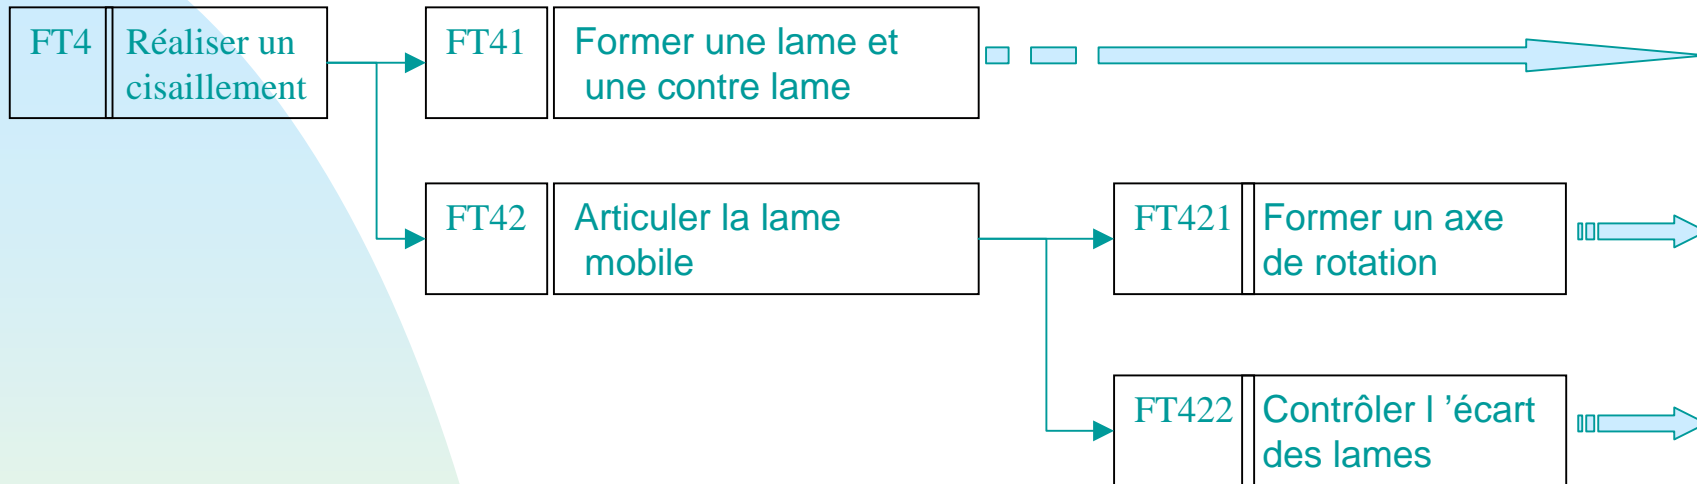 FT4 Réaliser un
cisaillement
FT41 Former une lame et
une contre lame
FT42 Articuler la lame
mobile
FT421 Former un axe
de rotation
FT422 Contrôler l ’écart
des lames